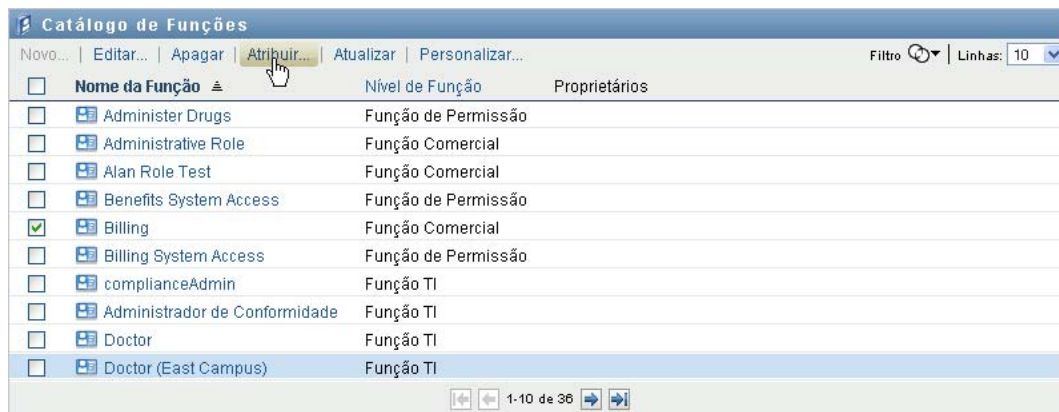 Catálogo de Funções
Novo... | Editar... | Apagar | Atribuir... | Atualizar | Personalizar... Filtro | Linhas: 10
Nome da Função Nível de Função Proprietários
Administer Drugs Função de Permissão
Administrative Role Função Comercial
Alan Role Test Função Comercial
Benefits System Access Função de Permissão
Billing Função Comercial
Billing System Access Função de Permissão
complianceAdmin Função TI
Administrador de Conformidade Função TI
Doctor Função TI
Doctor (East Campus) Função TI
1-10 de 36